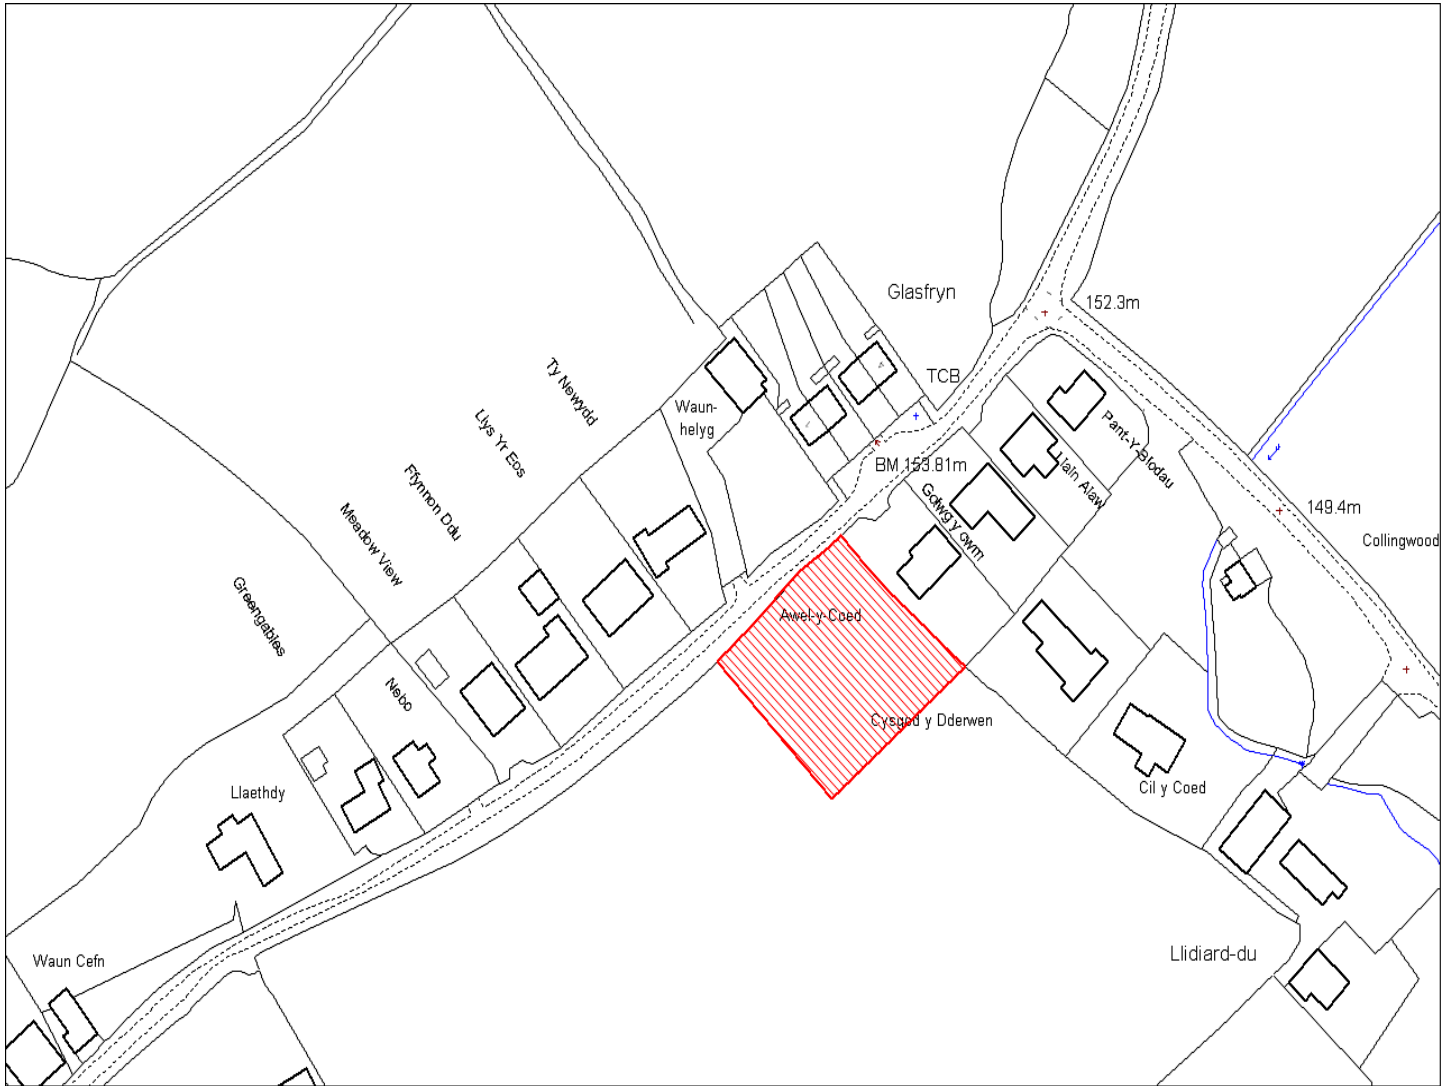 Glasfryn
152.3m
TCB
Ty Newydd
Waun-
helyg
Llys Yr Eos
Pant-Y-Blodau
Llain Alaw
BM 153.81m
Golwg y cwm
Ffynnon Ddu
149.4m
Collingwood
Meadow View
Greengables
Awel-y-Coed
Nebo
Cysgod y Dderwen
Llaethdy
Cil y Coed
Waun Cefn
Llidiard-du